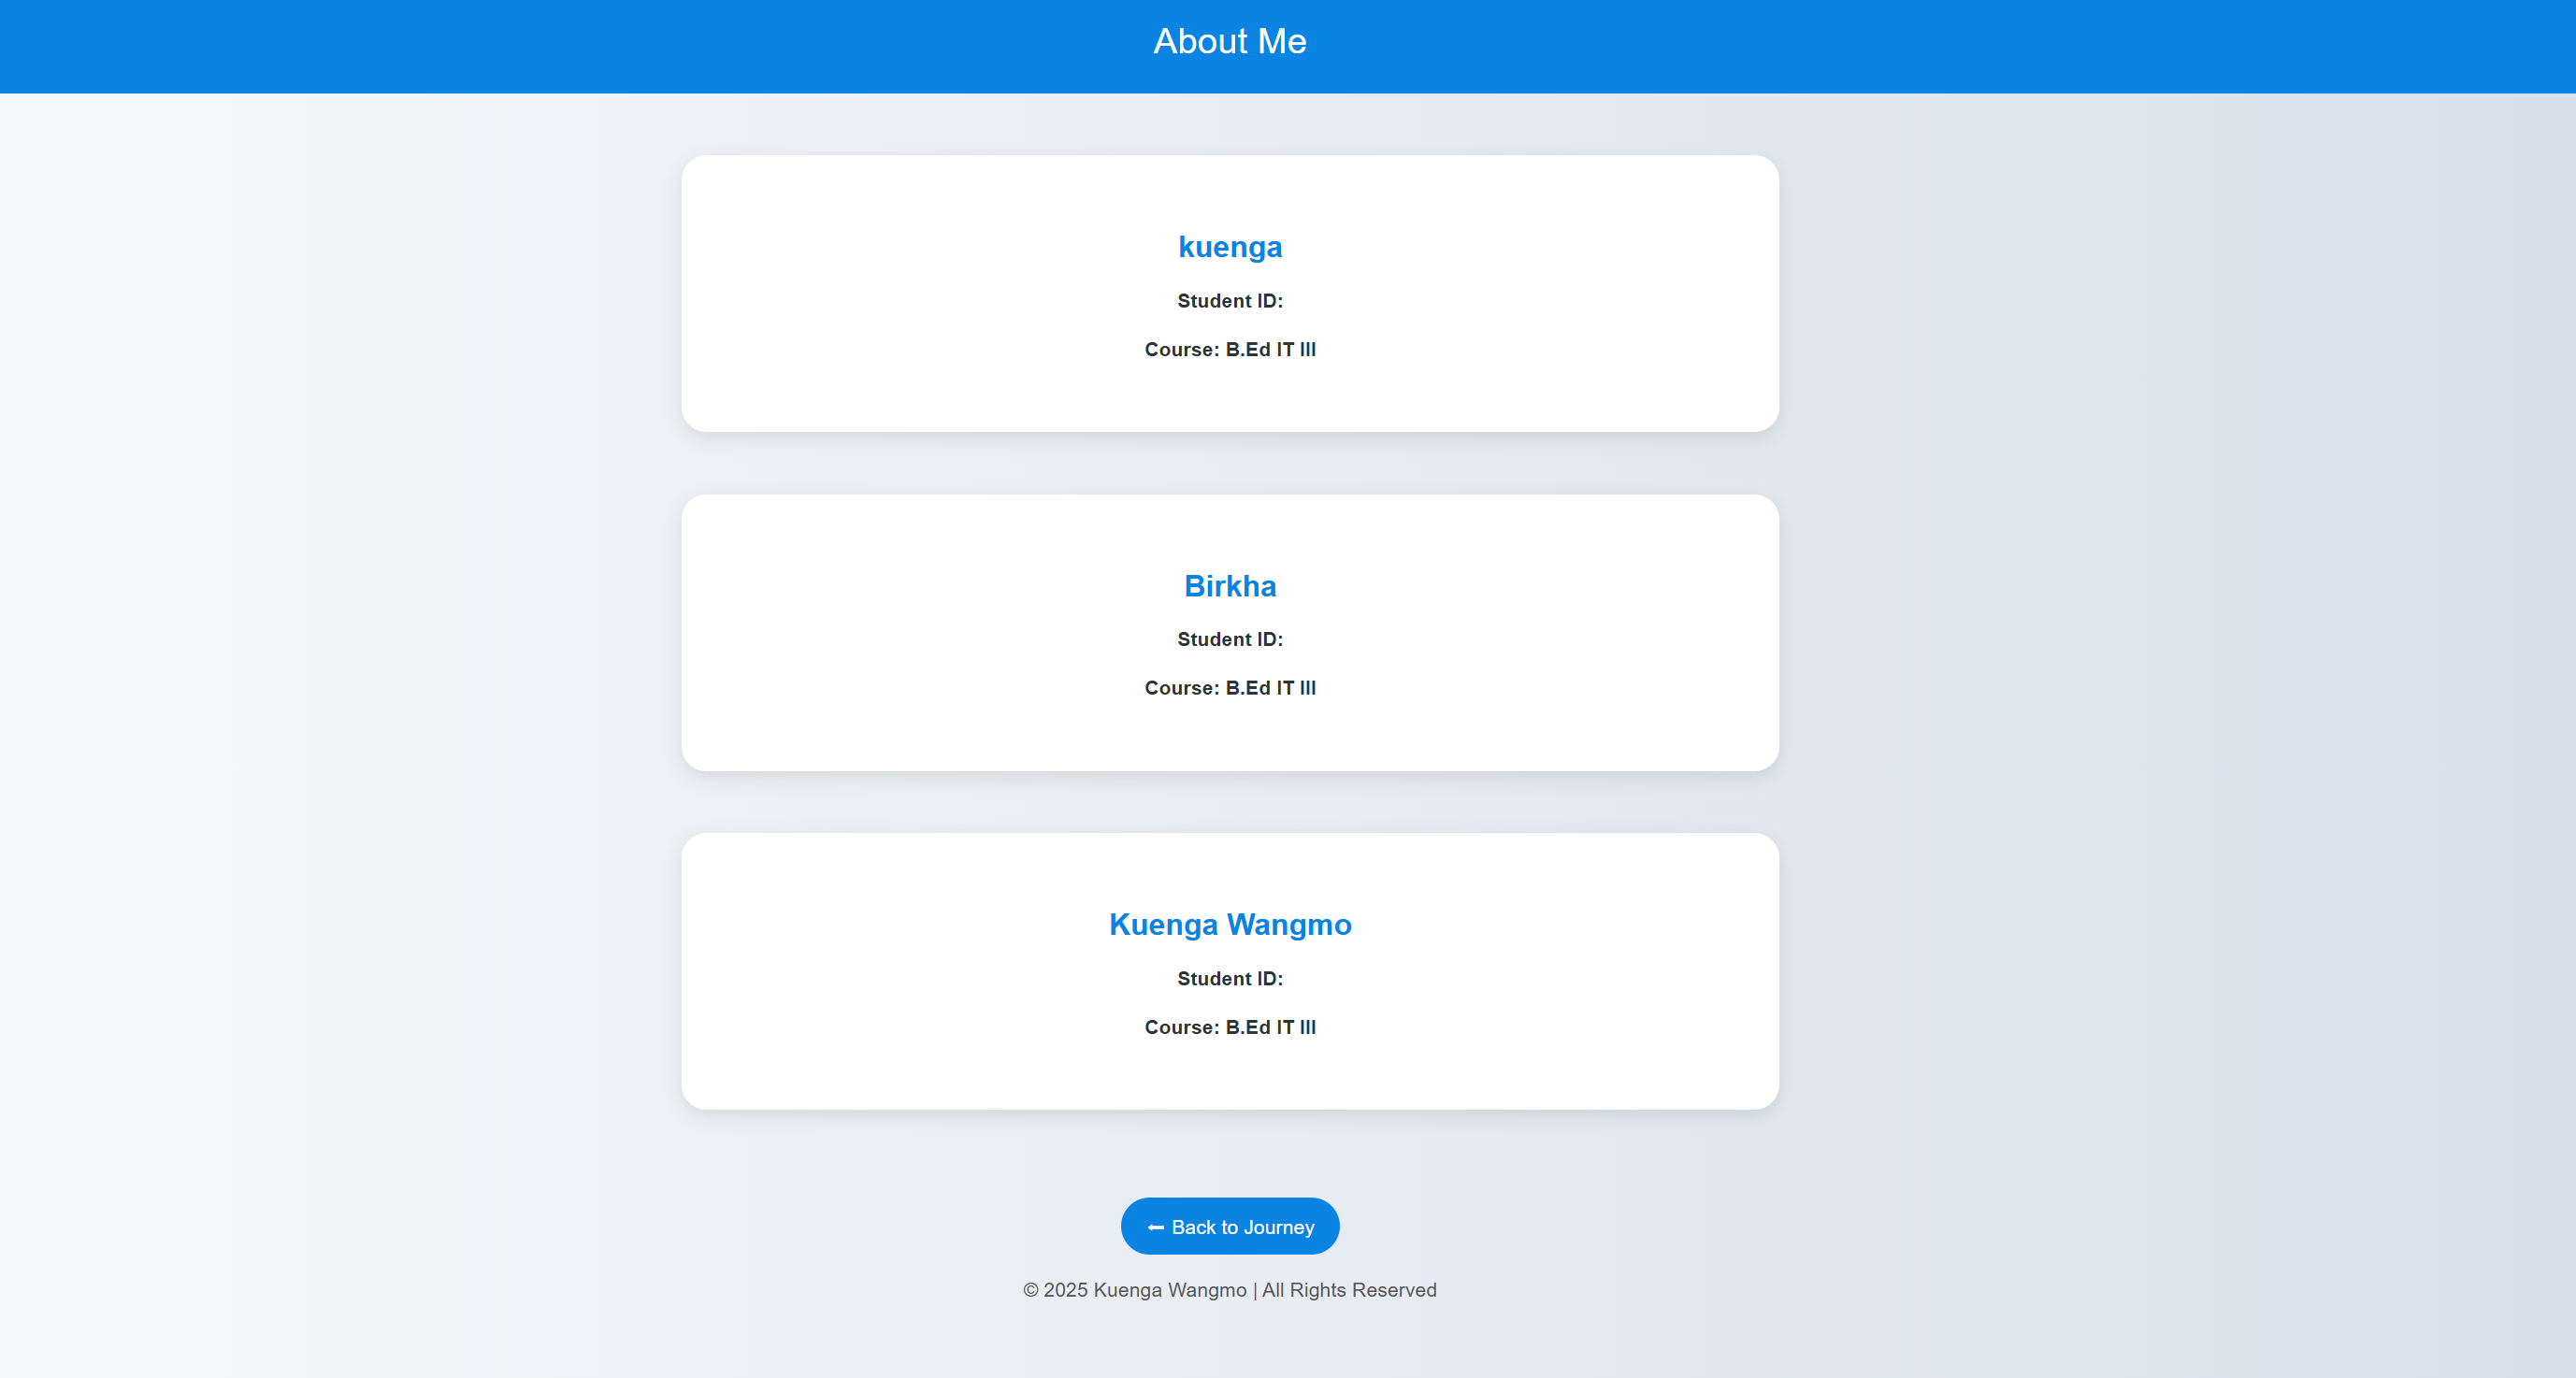 About Me
kuenga
Student ID:
Course: B.Ed IT III
Birkha
Student ID:
Course: B.Ed IT III
Kuenga Wangmo
Student ID:
Course: B.Ed IT III
⬅ Back to Journey
© 2025 Kuenga Wangmo | All Rights Reserved